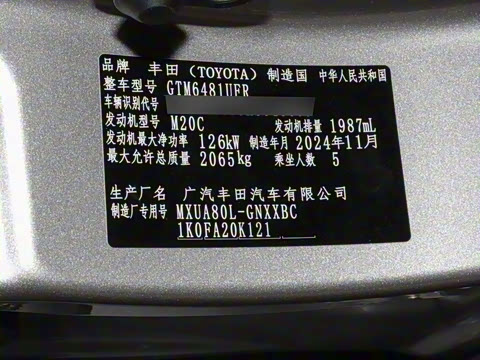 品牌 丰田 (TOYOTA) 制造国 中华人民共和国
整车型号 GTM6481UER
车辆识别代号
发动机型号 M20C 发动机排量 1987mL
发动机最大净功率 126kW 制造年月 2024年11月
最大允许总质量 2065kg 乘坐人数 5
生产厂名 广汽丰田汽车有限公司
制造厂专用号 MXUA80L-GNXXBC
1K0FA20K121